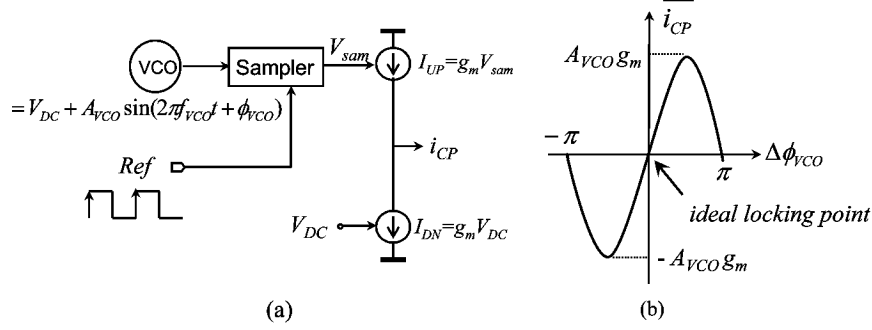 VCO
Sampler
V_sam
I_UP=g_mV_sam
= V_DC + A_VCO sin(2πf_VCO t + ϕ_VCO)
Ref
i_CP
V_DC
I_DN=g_mV_DC
(a)
i_CP
A_VCO g_m
- π
π
Δϕ_VCO
ideal locking point
- A_VCO g_m
(b)